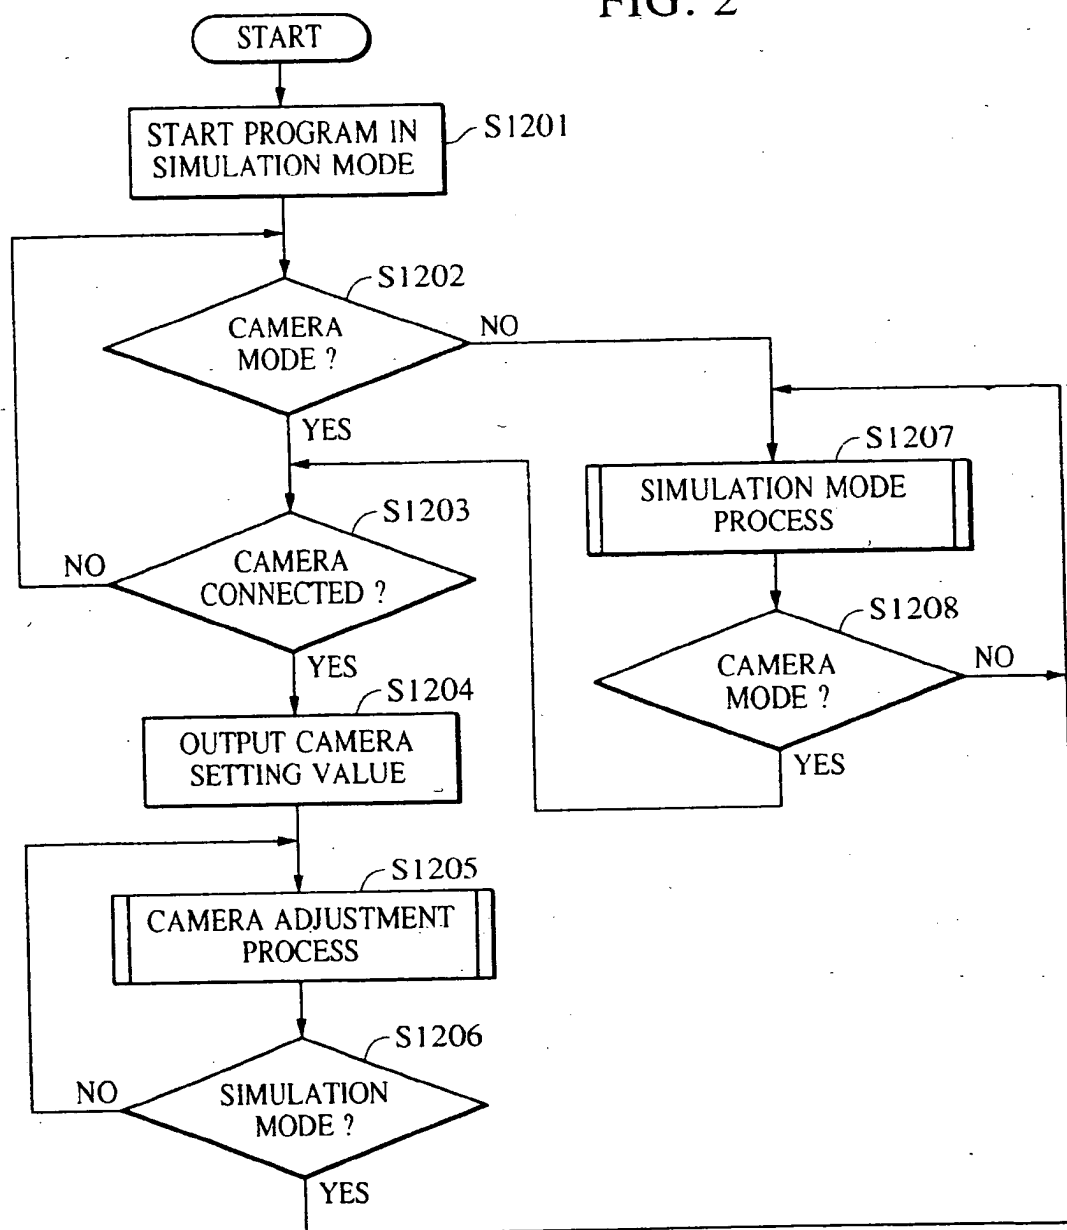 FIG. 2
START
START PROGRAM IN
SIMULATION MODE
S1201
S1202
CAMERA
MODE ?
NO
YES
S1203
CAMERA
CONNECTED ?
NO
YES
S1204
OUTPUT CAMERA
SETTING VALUE
S1205
CAMERA ADJUSTMENT
PROCESS
S1206
SIMULATION
MODE ?
NO
YES
S1207
SIMULATION MODE
PROCESS
S1208
CAMERA
MODE ?
NO
YES